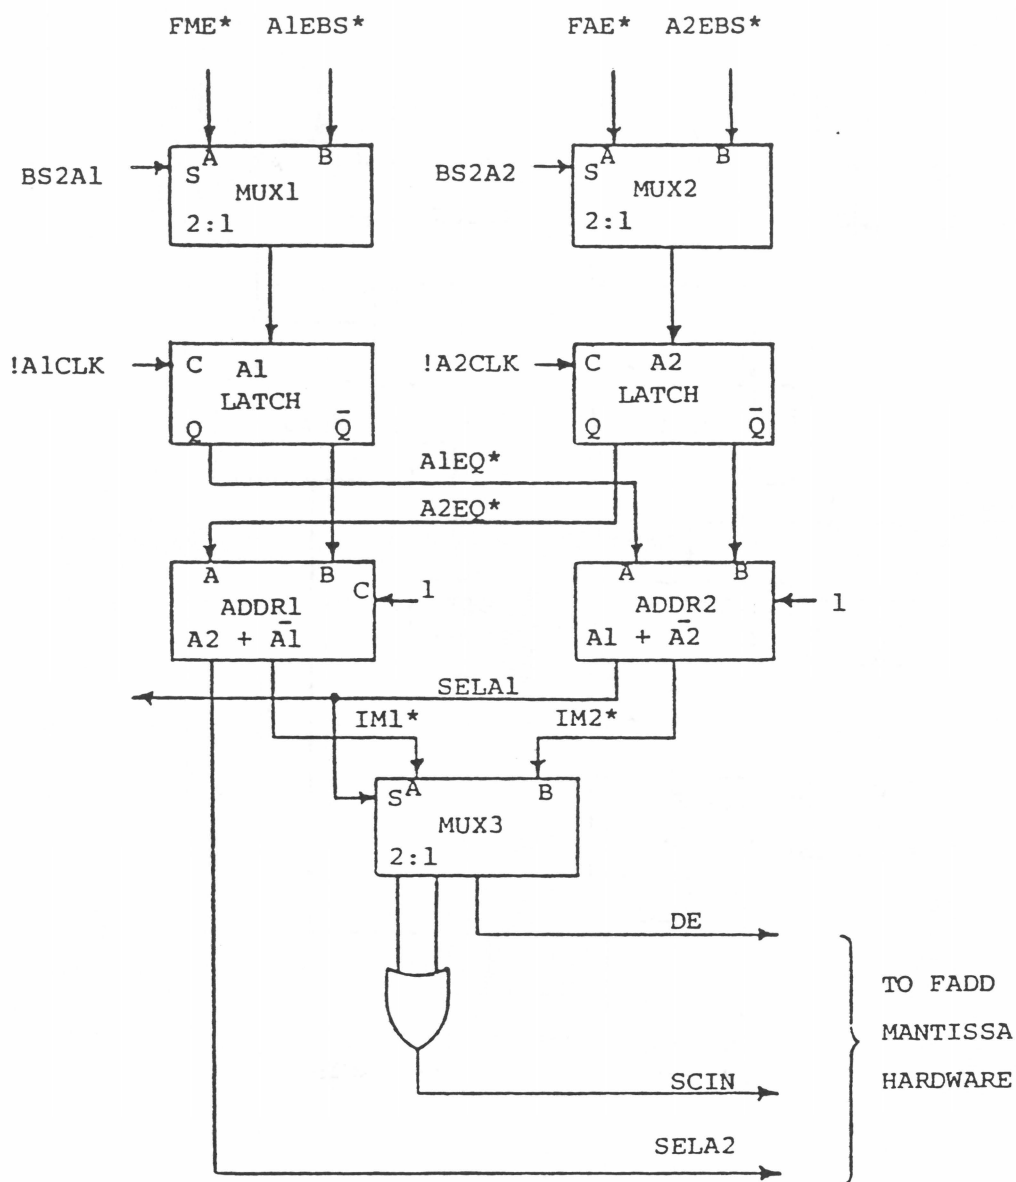 FME* A1EBS* FAE* A2EBS*
A B A B
BS2A1 S MUX1 BS2A2 S MUX2
2:1 2:1
!A1CLK C A1 !A2CLK C A2
LATCH LATCH
Q Q̄ Q Q̄
A1EQ*
A2EQ*
A B A B
C 1 1
ADDR1 ADDR2
A2 + A̅1̅ A1 + A̅2̅
SELA1
IM1* IM2*
S A B
MUX3
2:1
DE
TO FADD
MANTISSA
HARDWARE
SCIN
SELA2